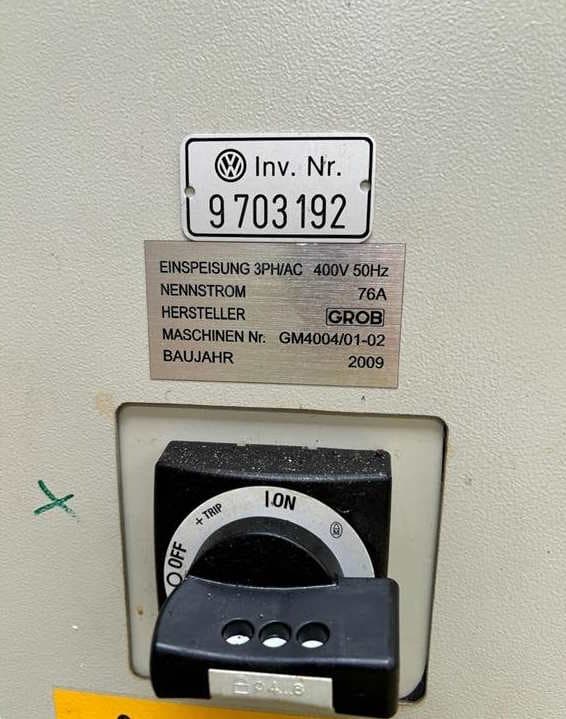 Inv. Nr.
9 703 192
EINSPEISUNG 3PH/AC 400V 50Hz
NENNSTROM 76A
HERSTELLER GROB
MASCHINEN Nr. GM4004/01-02
BAUJAHR 2009
I ON
+ TRIP
O OFF